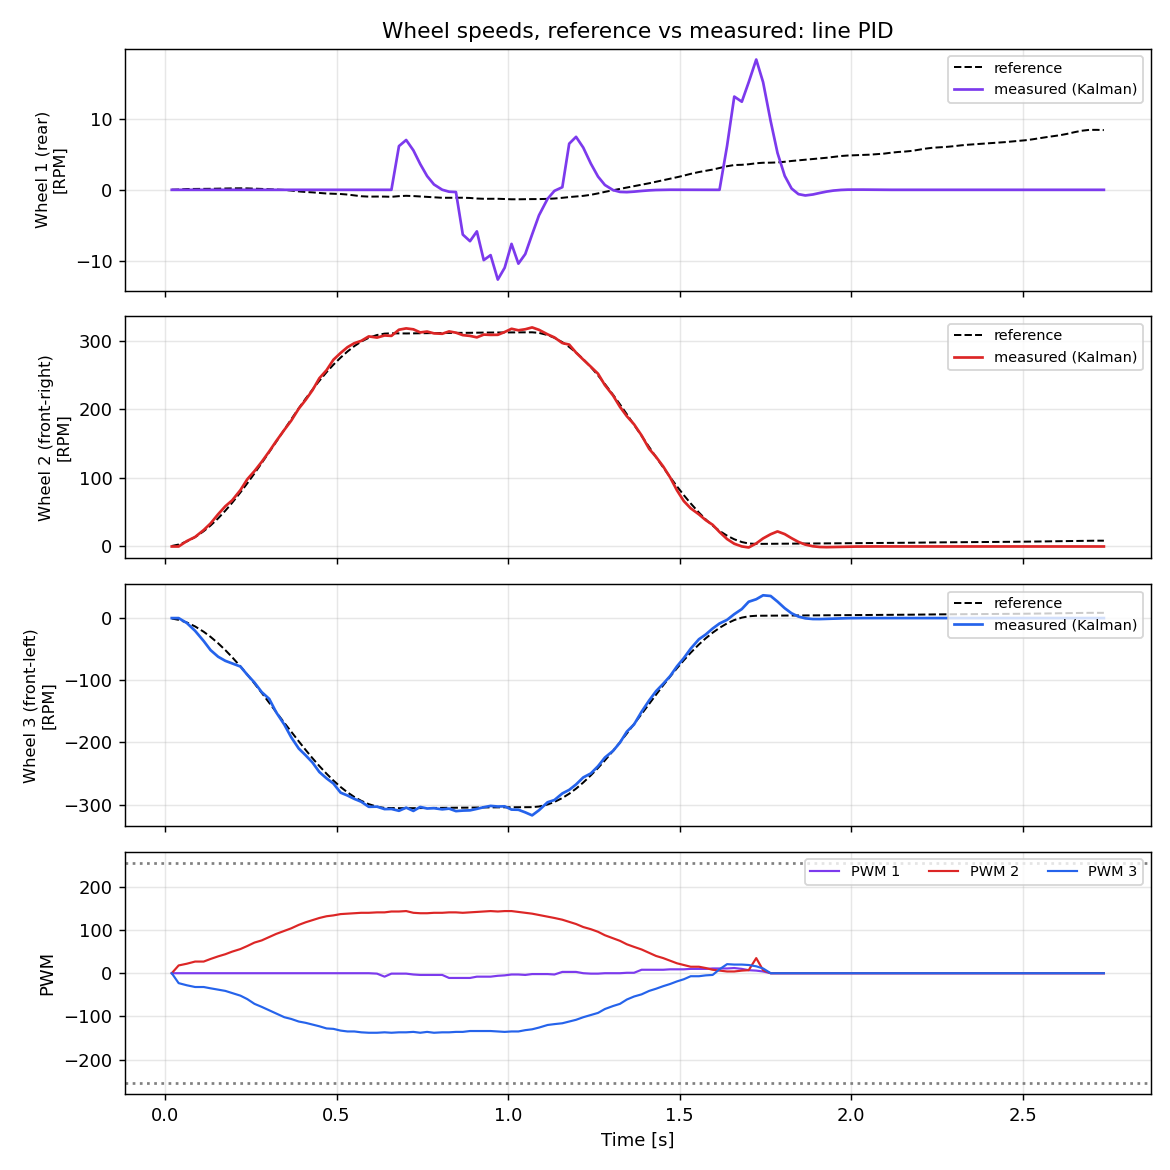 Wheel speeds, reference vs measured: line PID
Wheel 1 (rear)
[RPM]
10
0
−10
reference
measured (Kalman)
Wheel 2 (front-right)
[RPM]
300
200
100
0
reference
measured (Kalman)
Wheel 3 (front-left)
[RPM]
0
−100
−200
−300
reference
measured (Kalman)
PWM
200
100
0
−100
−200
PWM 1 PWM 2 PWM 3
0.0 0.5 1.0 1.5 2.0 2.5
Time [s]